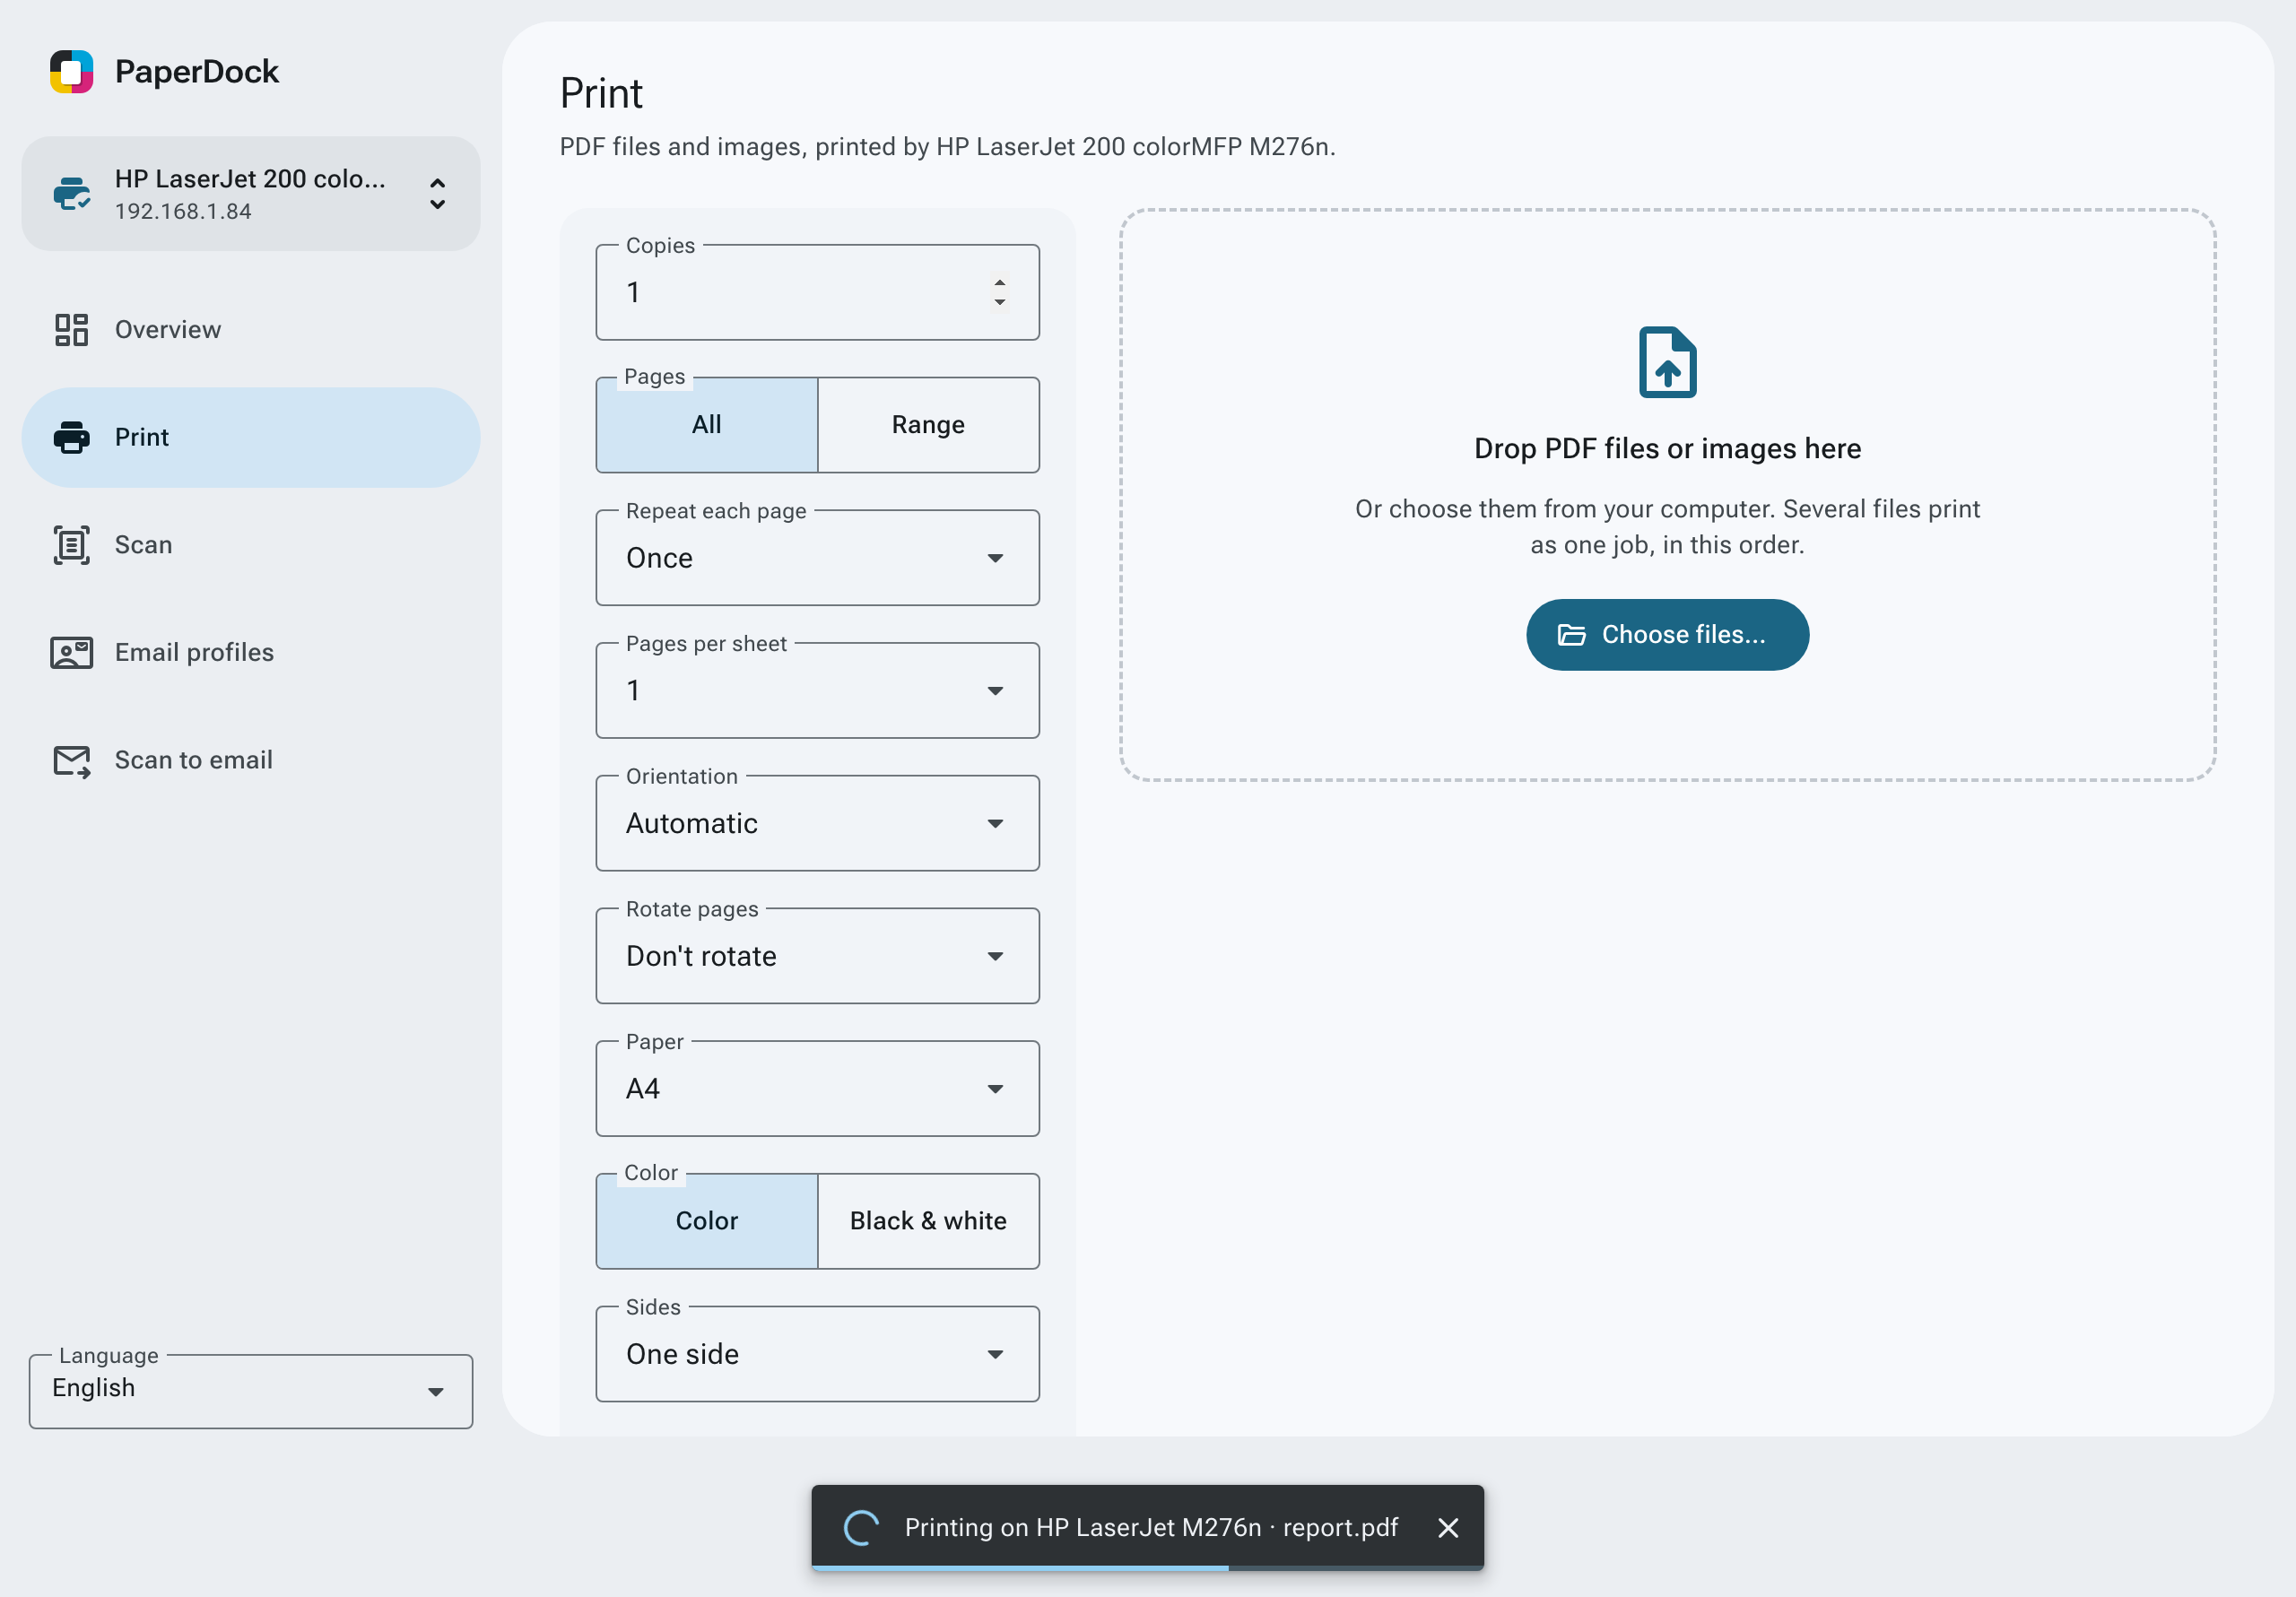 PaperDock
HP LaserJet 200 colo...
192.168.1.84
Overview
Print
Scan
Email profiles
Scan to email
Language
English
Print
PDF files and images, printed by HP LaserJet 200 colorMFP M276n.
Copies
1
Pages
All
Range
Repeat each page
Once
Pages per sheet
1
Orientation
Automatic
Rotate pages
Don't rotate
Paper
A4
Color
Color
Black & white
Sides
One side
Drop PDF files or images here
Or choose them from your computer. Several files print
as one job, in this order.
Choose files...
Printing on HP LaserJet M276n · report.pdf